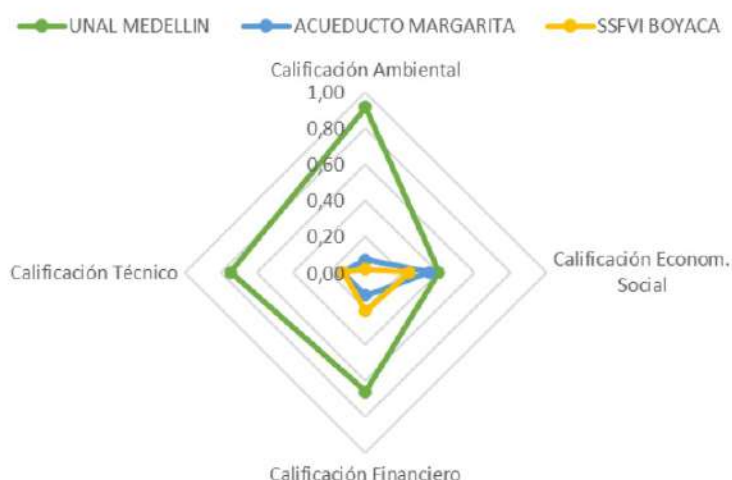 UNAL MEDELLIN ACUEDUCTO MARGARITA SSFVI BOYACA
Calificación Ambiental
1,00
0,80
0,60
0,40
0,20
0,00
Calificación Técnico
Calificación Econom.
Social
Calificación Financiero